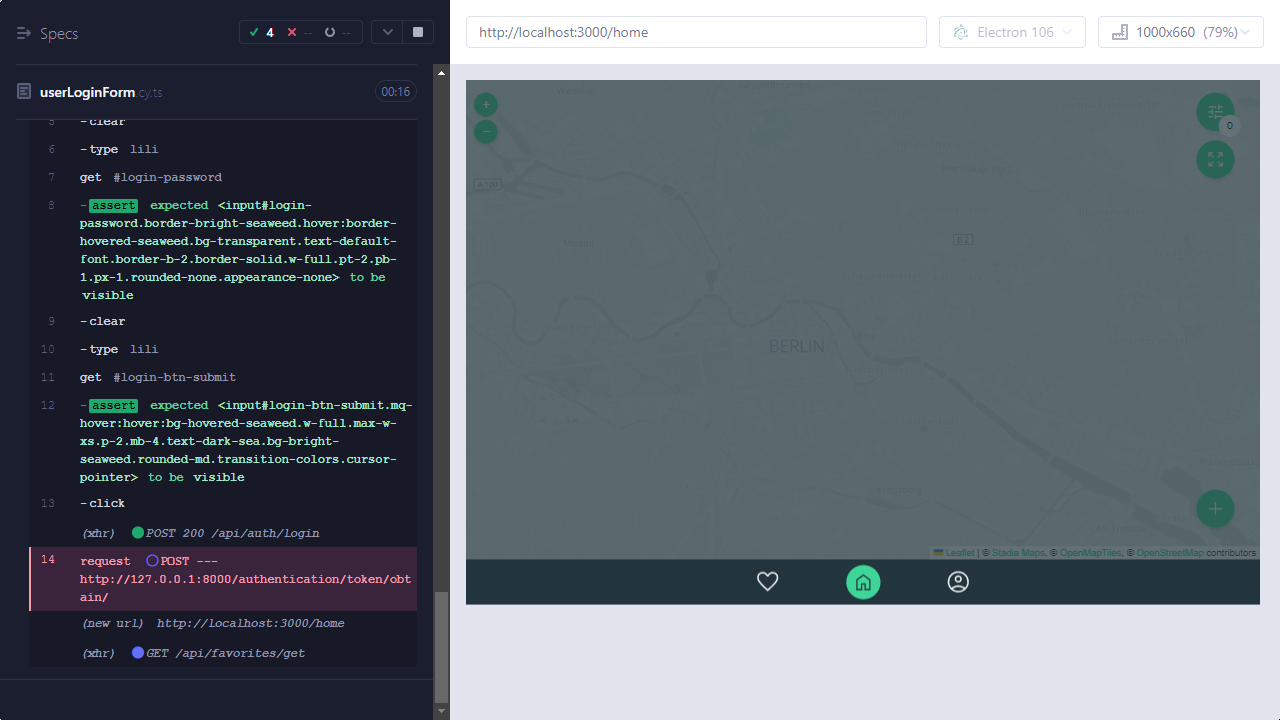 Specs
4
--
--
http://localhost:3000/home
Electron 106
1000x660 (79%)
userLoginForm.cy.ts
00:16
5 -clear
6 -type lili
7 get #login-password
8 -assert expected <input#login-
password.border-bright-seaweed.hover:border-
hovered-seaweed.bg-transparent.text-default-
font.border-b-2.border-solid.w-full.pt-2.pb-
1.px-1.rounded-none.appearance-none> to be
visible
9 -clear
10 -type lili
11 get #login-btn-submit
12 -assert expected <input#login-btn-submit.mq-
hover:hover:bg-hovered-seaweed.w-full.max-w-
xs.p-2.mb-4.text-dark-sea.bg-bright-
seaweed.rounded-md.transition-colors.cursor-
pointer> to be visible
13 -click
(xhr) POST 200 /api/auth/login
14 request POST ---
http://127.0.0.1:8000/authentication/token/obt
ain/
(new url) http://localhost:3000/home
(xhr) GET /api/favorites/get
+
−
0
A 100
Moabit
B 2
BERLIN
+
Leaflet | © Stadia Maps, © OpenMapTiles, © OpenStreetMap contributors